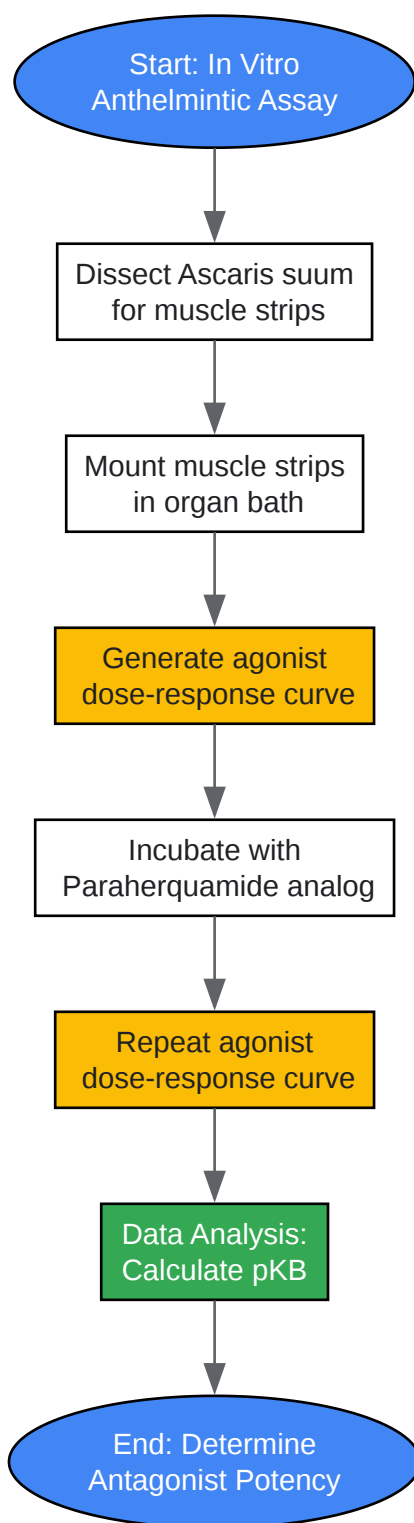 Start: In Vitro
Anthelmintic Assay
Dissect Ascaris suum
for muscle strips
Mount muscle strips
in organ bath
Generate agonist
dose-response curve
Incubate with
Paraherquamide analog
Repeat agonist
dose-response curve
Data Analysis:
Calculate pKB
End: Determine
Antagonist Potency